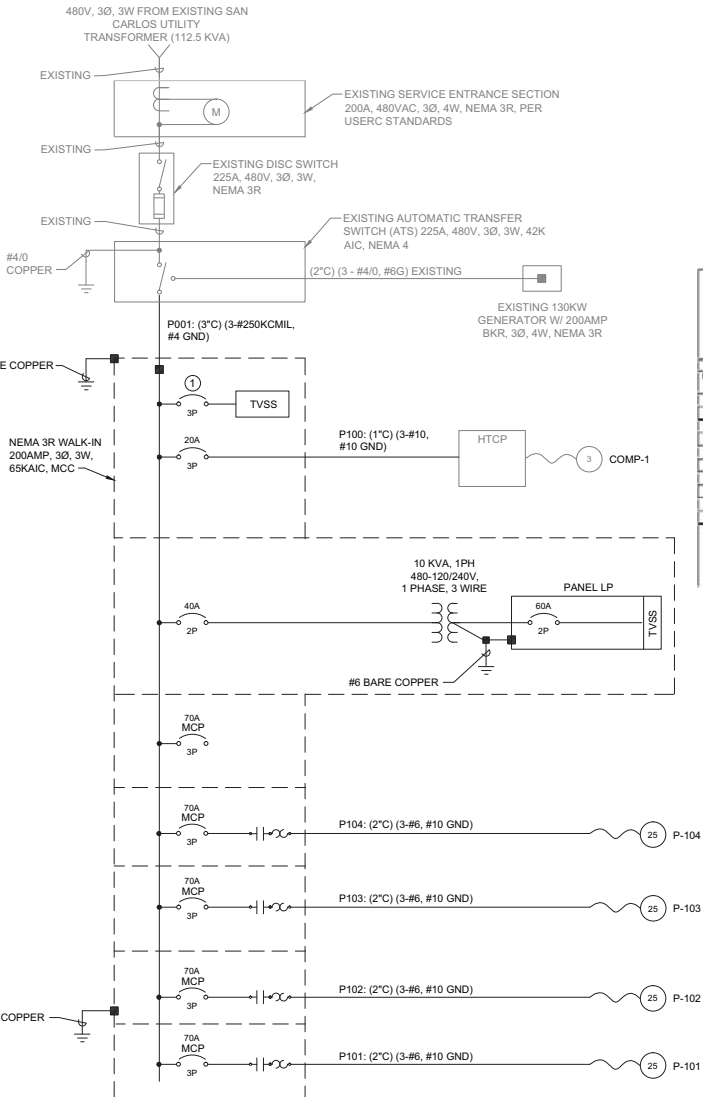 480V, 3Ø, 3W FROM EXISTING SAN
CARLOS UTILITY
TRANSFORMER (112.5 KVA)
EXISTING
EXISTING SERVICE ENTRANCE SECTION
200A, 480VAC, 3Ø, 4W, NEMA 3R, PER
USERC STANDARDS
M
EXISTING
EXISTING DISC SWITCH
225A, 480V, 3Ø, 3W,
NEMA 3R
EXISTING
EXISTING AUTOMATIC TRANSFER
SWITCH (ATS) 225A, 480V, 3Ø, 3W, 42K
AIC, NEMA 4
#4/0
COPPER
(2"C) (3 - #4/0, #6G) EXISTING
EXISTING 130KW
GENERATOR W/ 200AMP
BKR, 3Ø, 4W, NEMA 3R
P001: (3"C) (3-#250KCMIL,
#4 GND)
E COPPER
1
3P
TVSS
NEMA 3R WALK-IN
200AMP, 3Ø, 3W,
65KAIC, MCC
20A
3P
P100: (1"C) (3-#10,
#10 GND)
HTCP
3
COMP-1
10 KVA, 1PH
480-120/240V,
1 PHASE, 3 WIRE
PANEL LP
40A
2P
60A
2P
TVSS
#6 BARE COPPER
70A
MCP
3P
70A
MCP
3P
P104: (2"C) (3-#6, #10 GND)
25
P-104
70A
MCP
3P
P103: (2"C) (3-#6, #10 GND)
25
P-103
70A
MCP
3P
P102: (2"C) (3-#6, #10 GND)
25
P-102
COPPER
70A
MCP
3P
P101: (2"C) (3-#6, #10 GND)
25
P-101